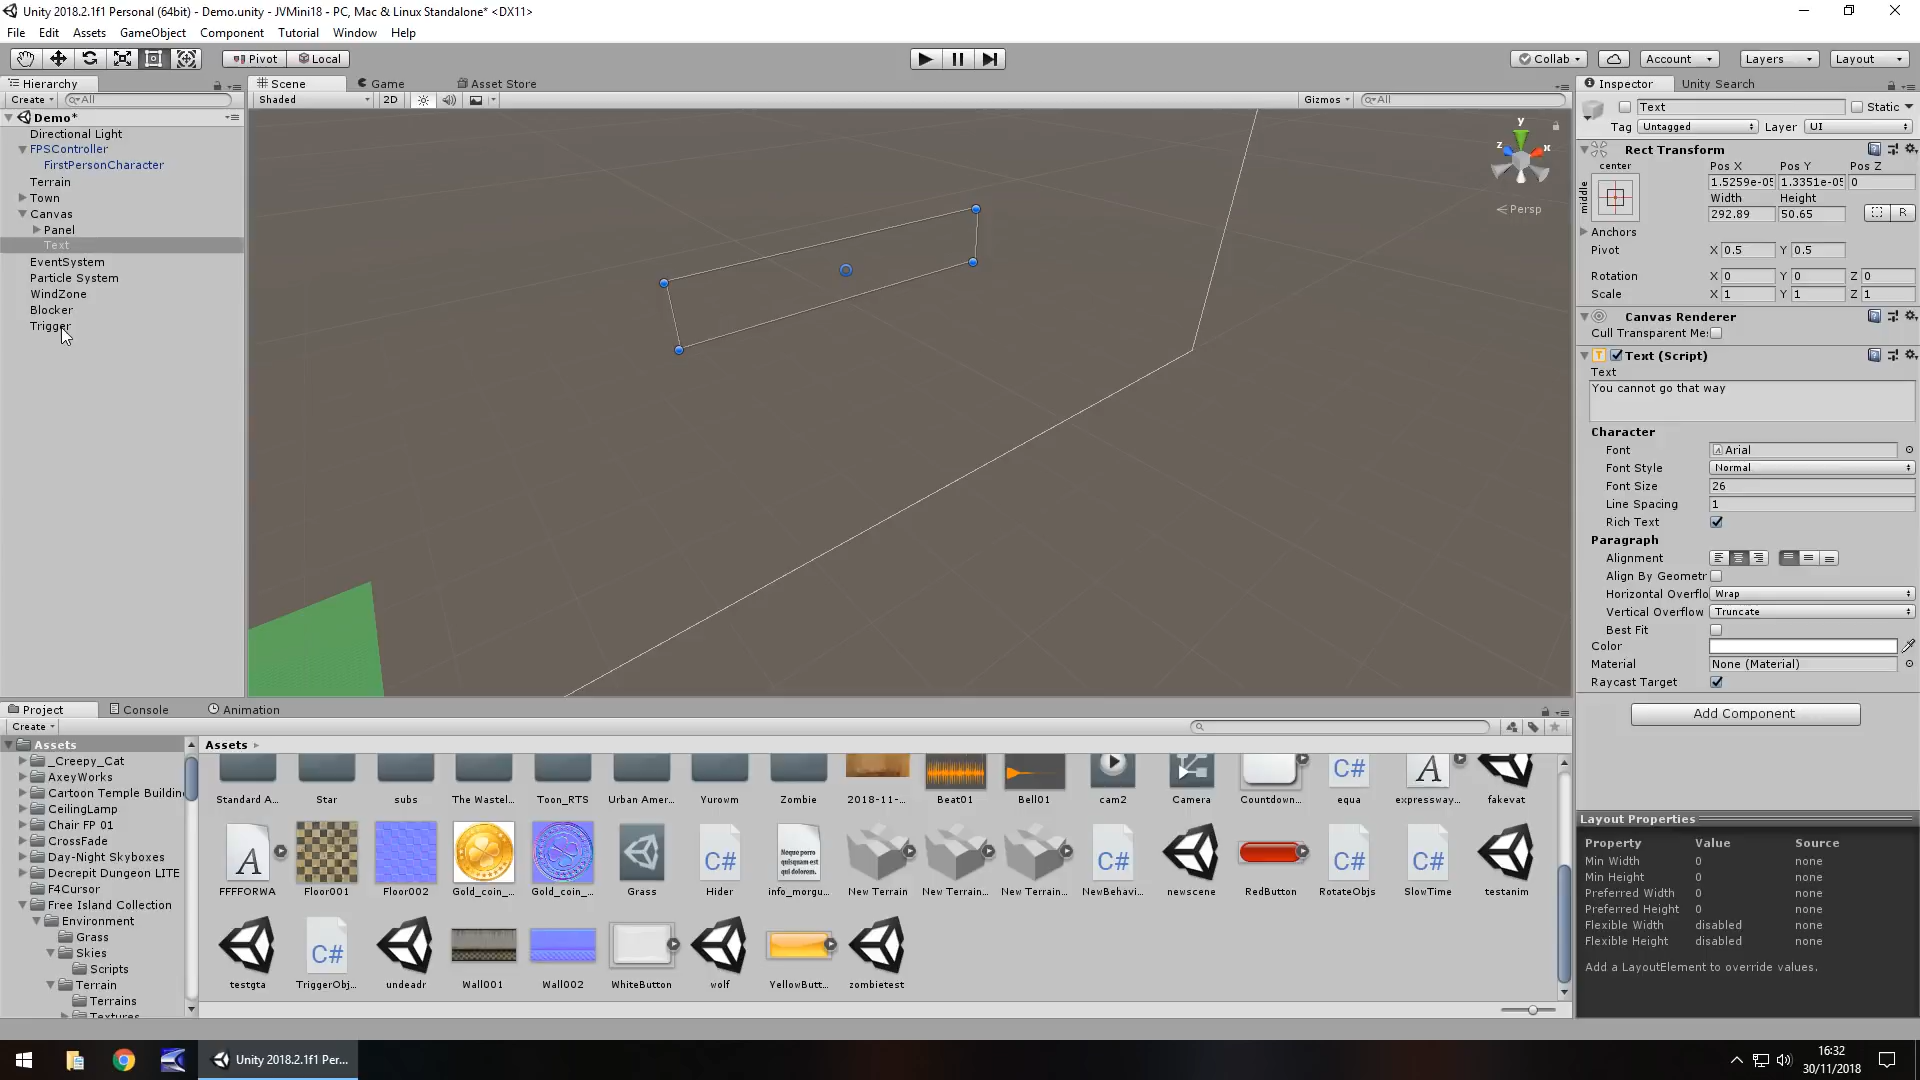 Unity 2018.2.1f1 Personal (64bit) - Demo.unity - JVMini18 - PC, Mac & Linux Standalone* <DX11>
File Edit Assets GameObject Component Window Help
Pivot Local Collab Account Layers Layout
Hierarchy Scene Game Asset Store Inspector Unity Search
Create All Shaded 2D Gizmos All
Demo*
Directional Light
FPSController
FirstPersonCharacter
Terrain
Town
Canvas
Panel
Text
EventSystem
Particle System
WindZone
Blocker
Trigger
y
z x
Persp
Text Static
Tag Untagged Layer UI
Rect Transform
center Pos X Pos Y Pos Z
middle
1.5259e-05 1.3351e-05 0
Width Height
292.89 50.65 R
Anchors
Pivot X 0.5 Y 0.5
Rotation X 0 Y 0 Z 0
Scale X 1 Y 1 Z 1
Canvas Renderer
Cull Transparent Me:
Text (Script)
Text
You cannot go that way
Character
Font Arial
Font Style Normal
Font Size 26
Line Spacing 1
Rich Text
Paragraph
Alignment
Align By Geometr
Horizontal Overflo Wrap
Vertical Overflow Truncate
Best Fit
Color
Material None (Material)
Raycast Target
Add Component
Layout Properties
Property Value Source
Min Width 0 none
Min Height 0 none
Preferred Width 0 none
Preferred Height 0 none
Flexible Width disabled none
Flexible Height disabled none
Add a LayoutElement to override values.
Project Console Animation
Create
Assets
_Creepy_Cat
AxeyWorks
Cartoon Temple Buildin
CeilingLamp
Chair FP 01
CrossFade
Day-Night Skyboxes
Decrepit Dungeon LITE
F4Cursor
Free Island Collection
Environment
Grass
Skies
Scripts
Terrain
Terrains
Textures
Assets
C# A
Standard A... Star subs The Wastel... Toon_RTS Urban Amer... Yurowm Zombie 2018-11-... Beat01 Bell01 cam2 Camera Countdown... equa expressway... fakevat
A Neque porro quisquam est qui dolorem. C# C# C# C#
FFFFORWA Floor001 Floor002 Gold_coin_... Gold_coin_... Grass Hider info_morgu... New Terrain New Terrain... New Terrain... NewBehavi... newscene RedButton RotateObjs SlowTime testanim
C#
testgta TriggerObj... undeadr Wall001 Wall002 WhiteButton wolf YellowButt... zombietest
Unity 2018.2.1f1 Per...
16:32
30/11/2018